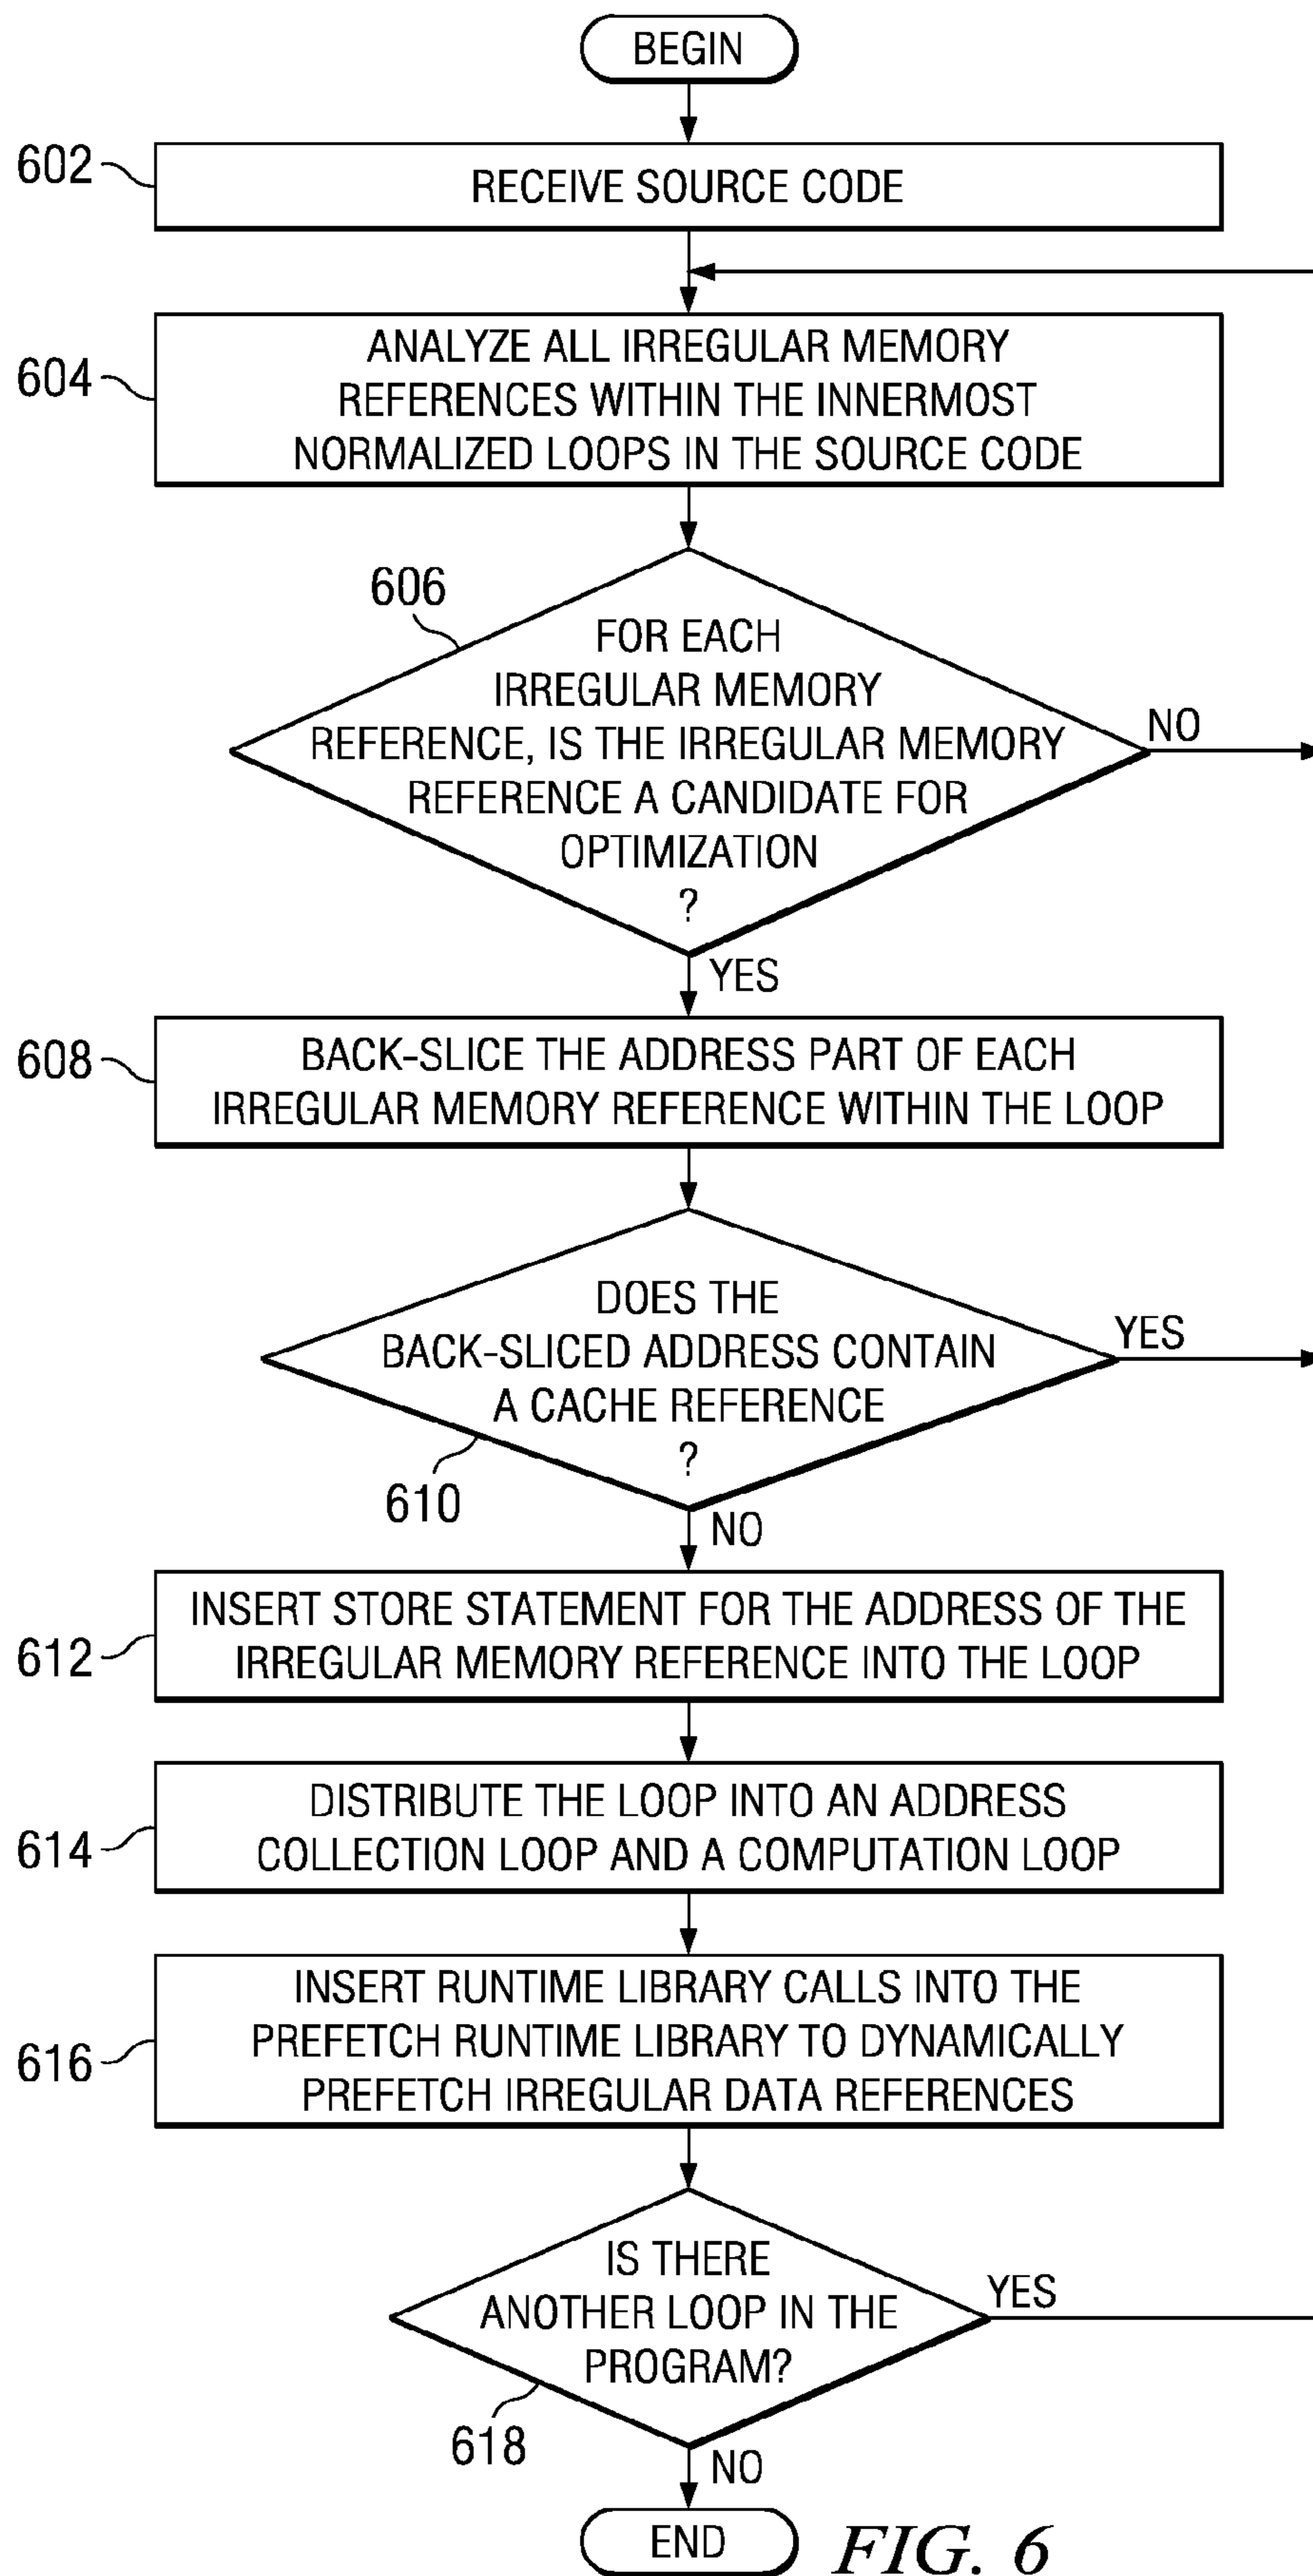 BEGIN
602
RECEIVE SOURCE CODE
604
ANALYZE ALL IRREGULAR MEMORY
REFERENCES WITHIN THE INNERMOST
NORMALIZED LOOPS IN THE SOURCE CODE
606
FOR EACH
IRREGULAR MEMORY
REFERENCE, IS THE IRREGULAR MEMORY
REFERENCE A CANDIDATE FOR
OPTIMIZATION
?
NO
YES
608
BACK-SLICE THE ADDRESS PART OF EACH
IRREGULAR MEMORY REFERENCE WITHIN THE LOOP
DOES THE
BACK-SLICED ADDRESS CONTAIN
A CACHE REFERENCE
?
YES
610
NO
612
INSERT STORE STATEMENT FOR THE ADDRESS OF THE
IRREGULAR MEMORY REFERENCE INTO THE LOOP
614
DISTRIBUTE THE LOOP INTO AN ADDRESS
COLLECTION LOOP AND A COMPUTATION LOOP
616
INSERT RUNTIME LIBRARY CALLS INTO THE
PREFETCH RUNTIME LIBRARY TO DYNAMICALLY
PREFETCH IRREGULAR DATA REFERENCES
IS THERE
ANOTHER LOOP IN THE
PROGRAM?
YES
618
NO
END
FIG. 6